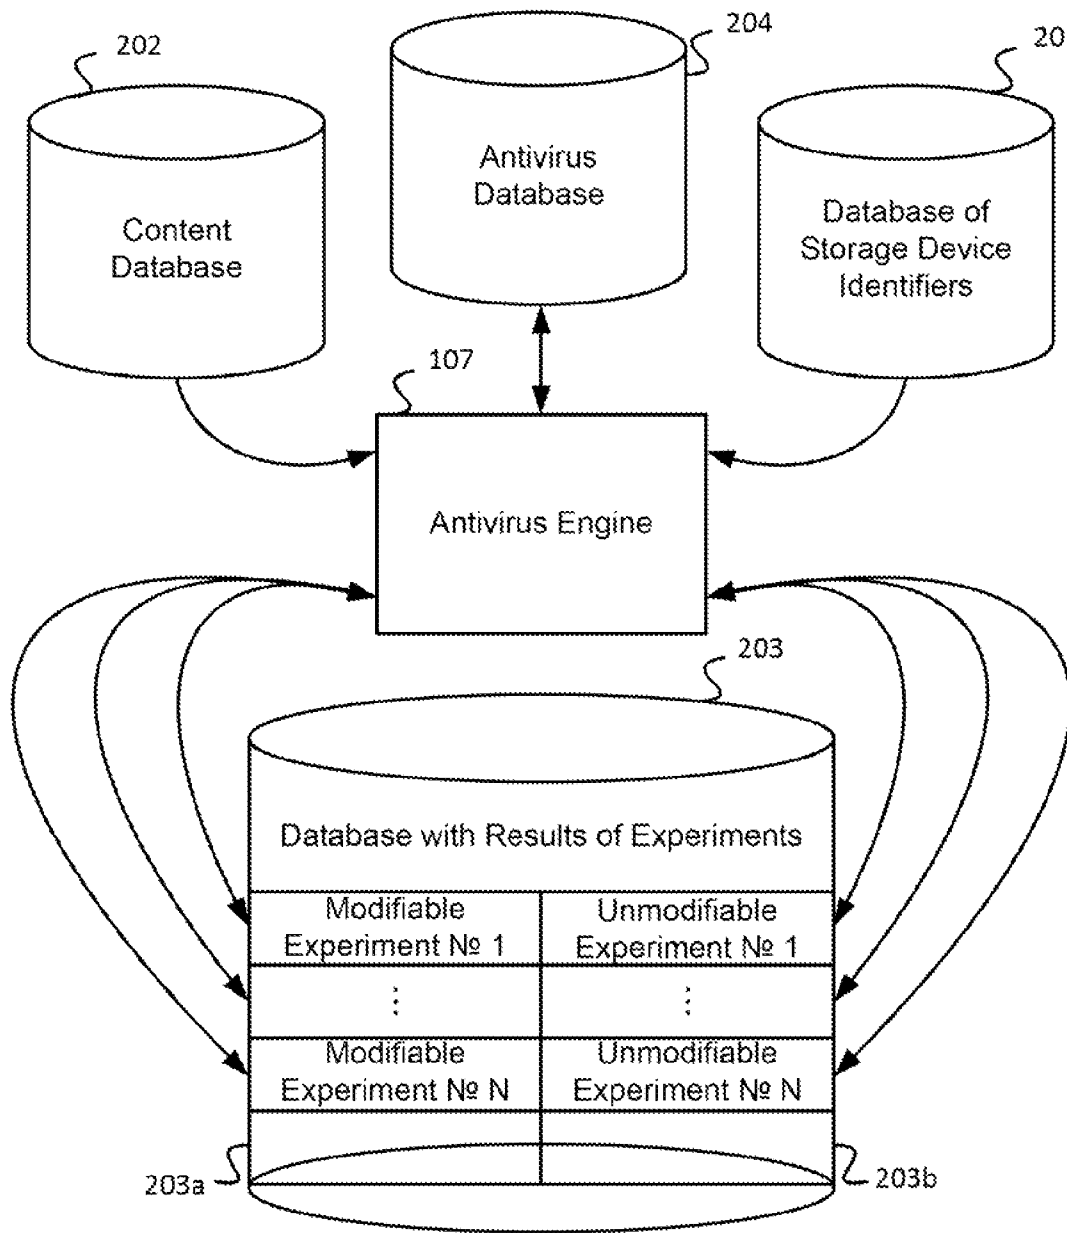 202
204
20
Content
Database
Antivirus
Database
Database of
Storage Device
Identifiers
107
Antivirus Engine
203
Database with Results of Experiments
Modifiable
Experiment № 1
Unmodifiable
Experiment № 1
⋮
⋮
Modifiable
Experiment № N
Unmodifiable
Experiment № N
203a
203b